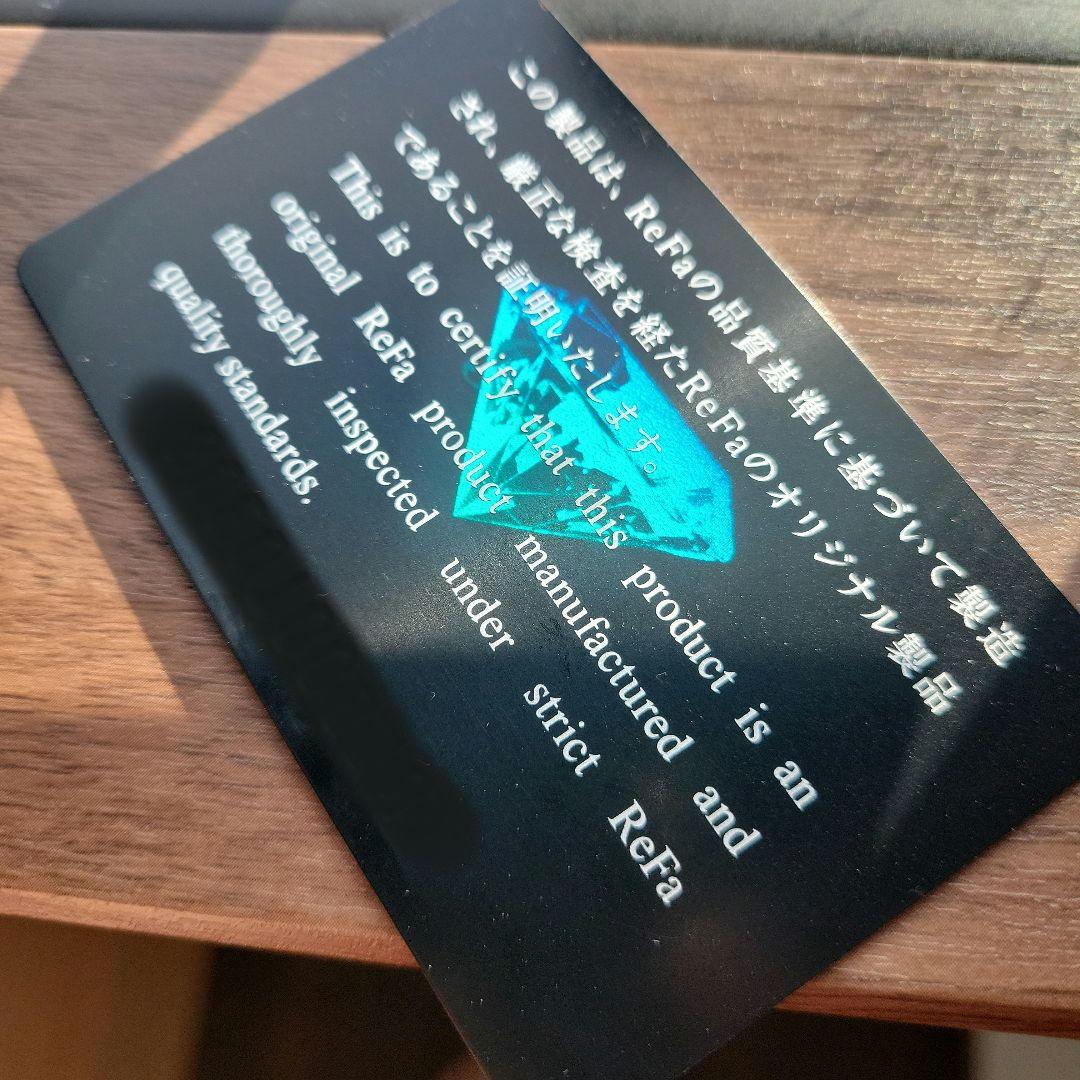 この製品は、ReFaの品質基準に基づいて製造
され、厳正な検査を経たReFaのオリジナル製品
であることを証明いたします。
This is to certify that this product is an
original ReFa product manufactured and
thoroughly inspected under strict ReFa
quality standards.